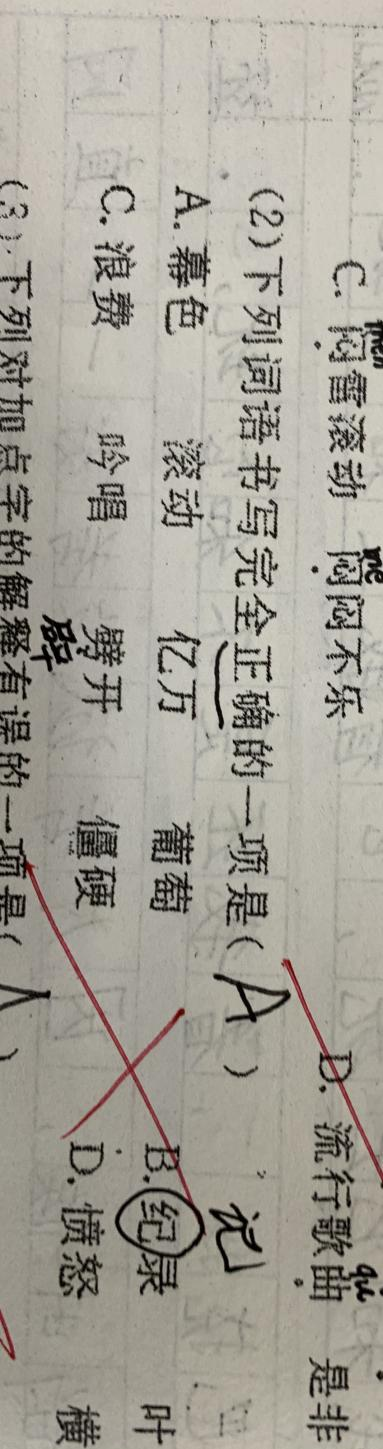 C. 闷雷滚动 闷闷不乐 D. 流行歌曲 是非
(2)下列词语书写完全正确的一项是( A )
记
A. 幕色 滚动 亿万 葡萄 B. 纪录 叶
C. 浪费 吟唱 劈开 僵硬 D. 愤怒 横
(3)下列对加点字的解释有误的一项是( A )